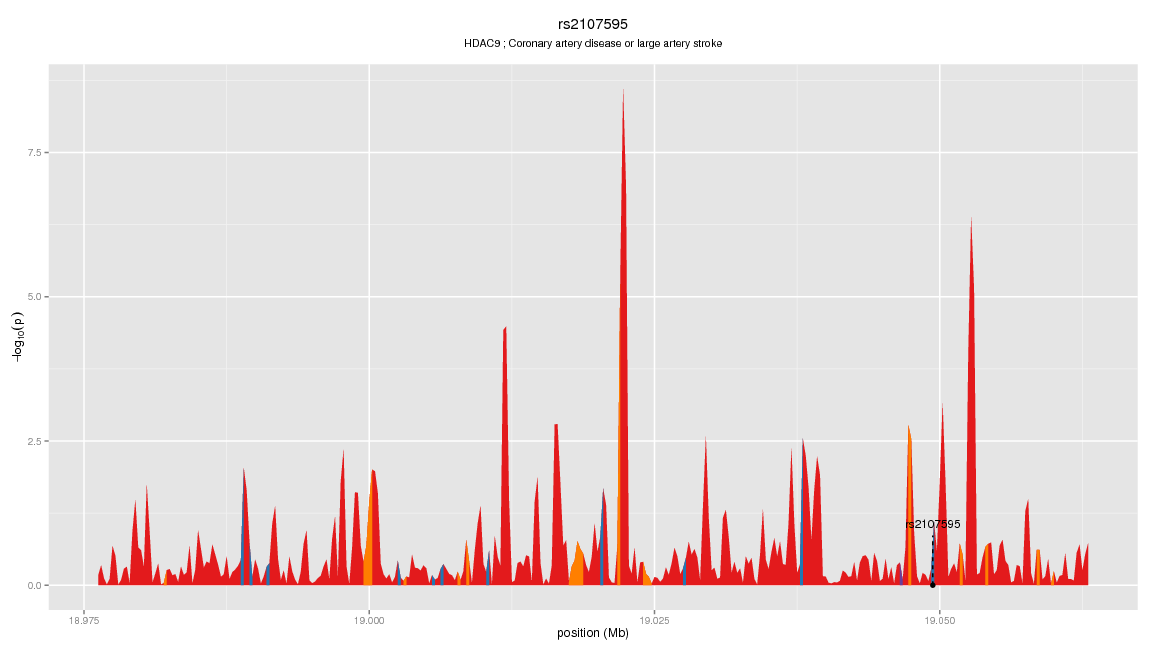 rs2107595
HDAC9 ; Coronary artery disease or large artery stroke
7.5
5.0
2.5
0.0
−log10(p)
rs2107595
18.975
19.000
19.025
19.050
position (Mb)